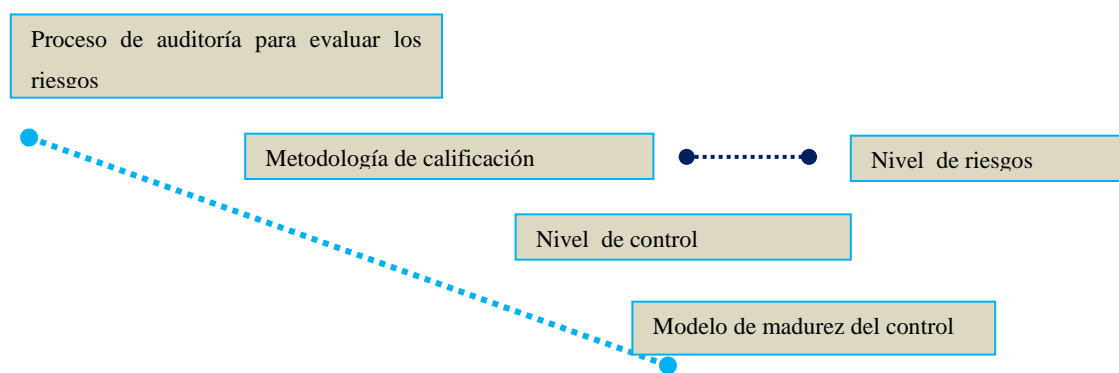 Proceso de auditoría para evaluar los
riesgos
Metodología de calificación
Nivel de riesgos
Nivel de control
Modelo de madurez del control